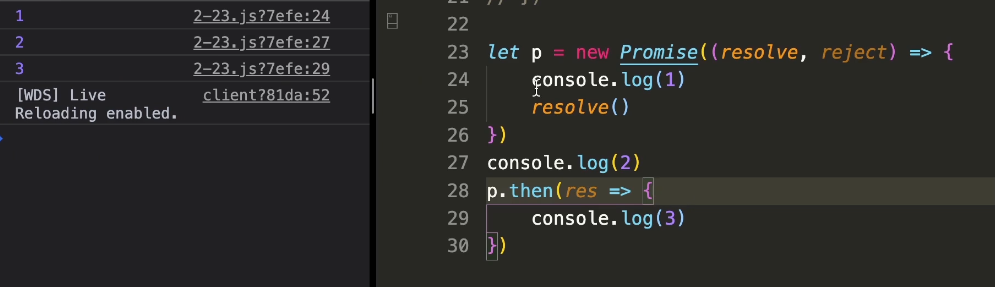 1 2-23.js?7efe:24
2 2-23.js?7efe:27
3 2-23.js?7efe:29
[WDS] Live client?81da:52
Reloading enabled.
22
23 let p = new Promise((resolve, reject) => {
24 console.log(1)
25 resolve()
26 })
27 console.log(2)
28 p.then(res => {
29 console.log(3)
30 })